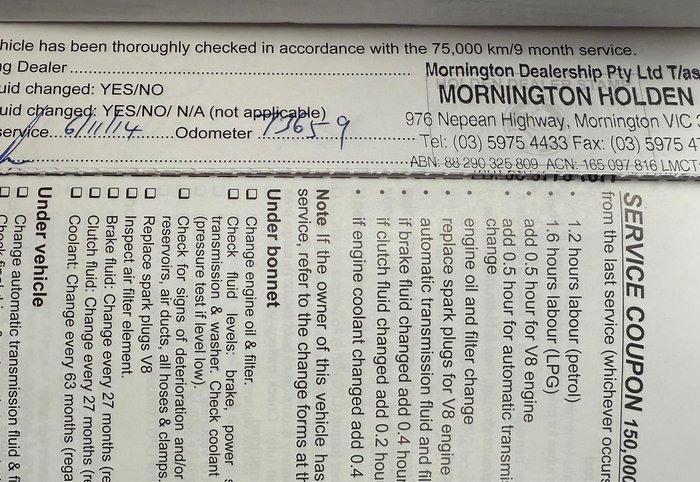 hicle has been thoroughly checked in accordance with the 75,000 km/9 month service.
ng Dealer
Mornington Dealership Pty Ltd T/as
uid changed: YES/NO
MORNINGTON HOLDEN
uid changed: YES/NO/ N/A (not applicable)
976 Nepean Highway, Mornington VIC 3
service 6/11/14 Odometer 73659
Tel: (03) 5975 4433 Fax: (03) 5975 47
ABN: 88 290 325 809 ACN: 165 097 816 LMCT
SERVICE COUPON 150,000
from the last service (whichever occurs
• 1.2 hours labour (petrol)
• 1.6 hours labour (LPG)
• add 0.5 hour for V8 engine
• add 0.5 hour for automatic transmi
change
• engine oil and filter change
• replace spark plugs for V8 engine
• automatic transmission fluid and fil
• if brake fluid changed add 0.4 hour
• if clutch fluid changed add 0.2 hou
• if engine coolant changed add 0.4
Note If the owner of this vehicle has
service, refer to the change forms at th
Under bonnet
☐ Change engine oil & filter.
☐ Check fluid levels: brake, power s
transmission & washer. Check coolant
(pressure test if level low).
☐ Check for signs of deterioration and/or
reservoirs, air ducts, all hoses & clamps.
☐ Replace spark plugs V8
☐ Inspect air filter element.
☐ Brake fluid: Change every 27 months (re
☐ Clutch fluid: Change every 27 months (r
☐ Coolant: Change every 63 months (rega
Under vehicle
☐ Change automatic transmission fluid & f